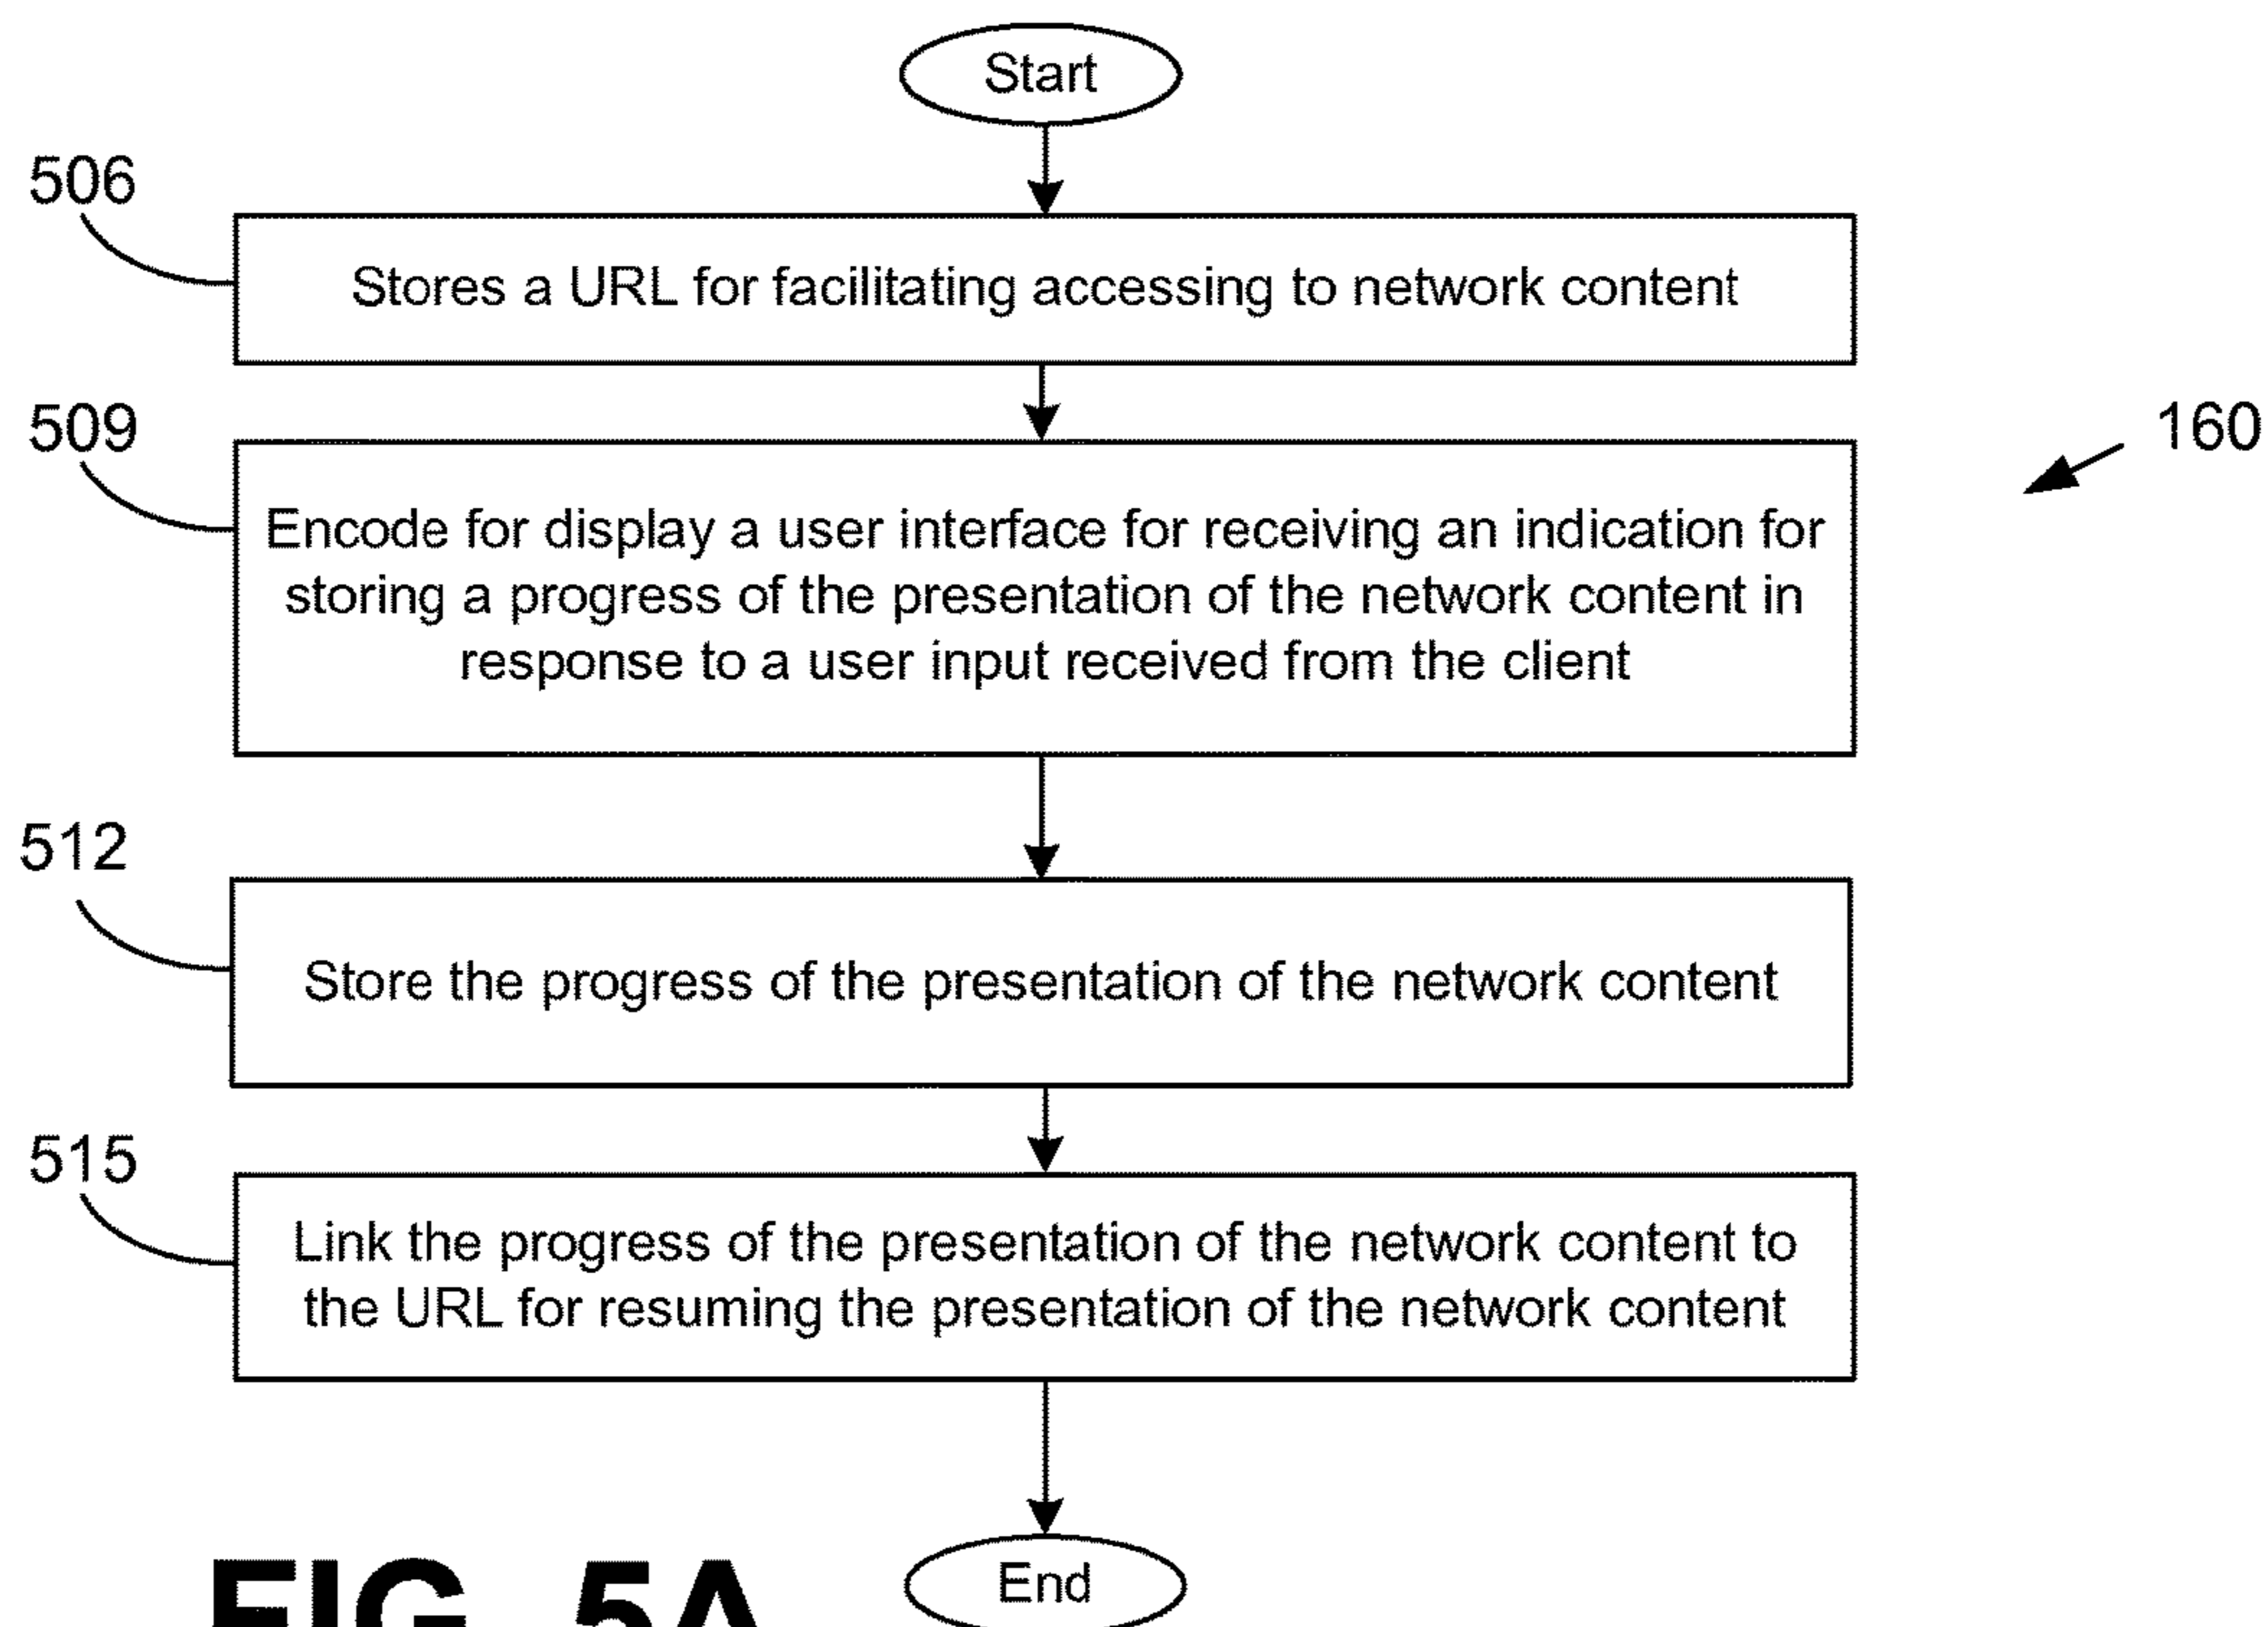 Start
506
Stores a URL for facilitating accessing to network content
509
160
Encode for display a user interface for receiving an indication for
storing a progress of the presentation of the network content in
response to a user input received from the client
512
Store the progress of the presentation of the network content
515
Link the progress of the presentation of the network content to
the URL for resuming the presentation of the network content
End
FIG. 5A